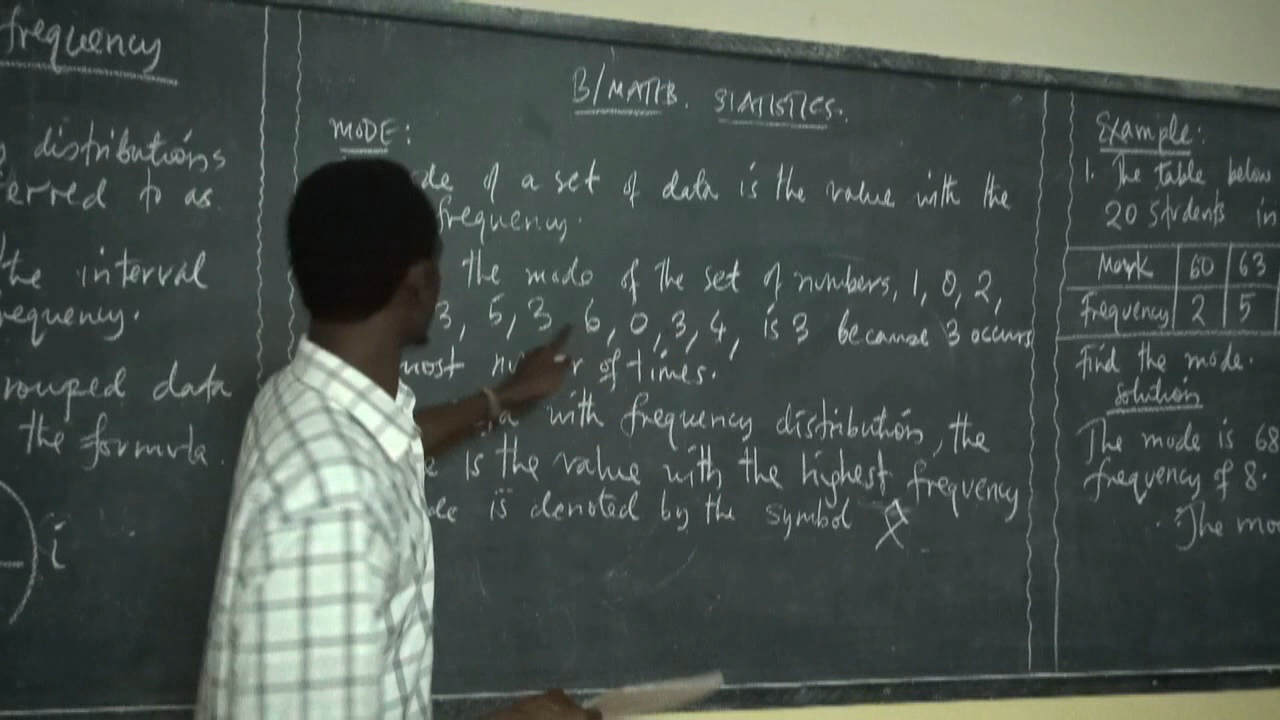 frequency
distributions
erred to as
the interval
requency.
rouped data
the formula.
i
B/MATHS. STATISTICS.
MODE:
de of a set of data is the value with the
frequency.
The mode of the set of numbers, 1, 0, 2,
3, 5, 3, 6, 0, 3, 4, is 3 because 3 occurs
most of times.
with frequency distribution, the
is the value with the highest frequency
de is denoted by the symbol
Example:
1. The table below
20 students in
Mark 60 63
Frequency 2 5
Find the mode.
Solution
The mode is 68
frequency of 8.
∴ The mo